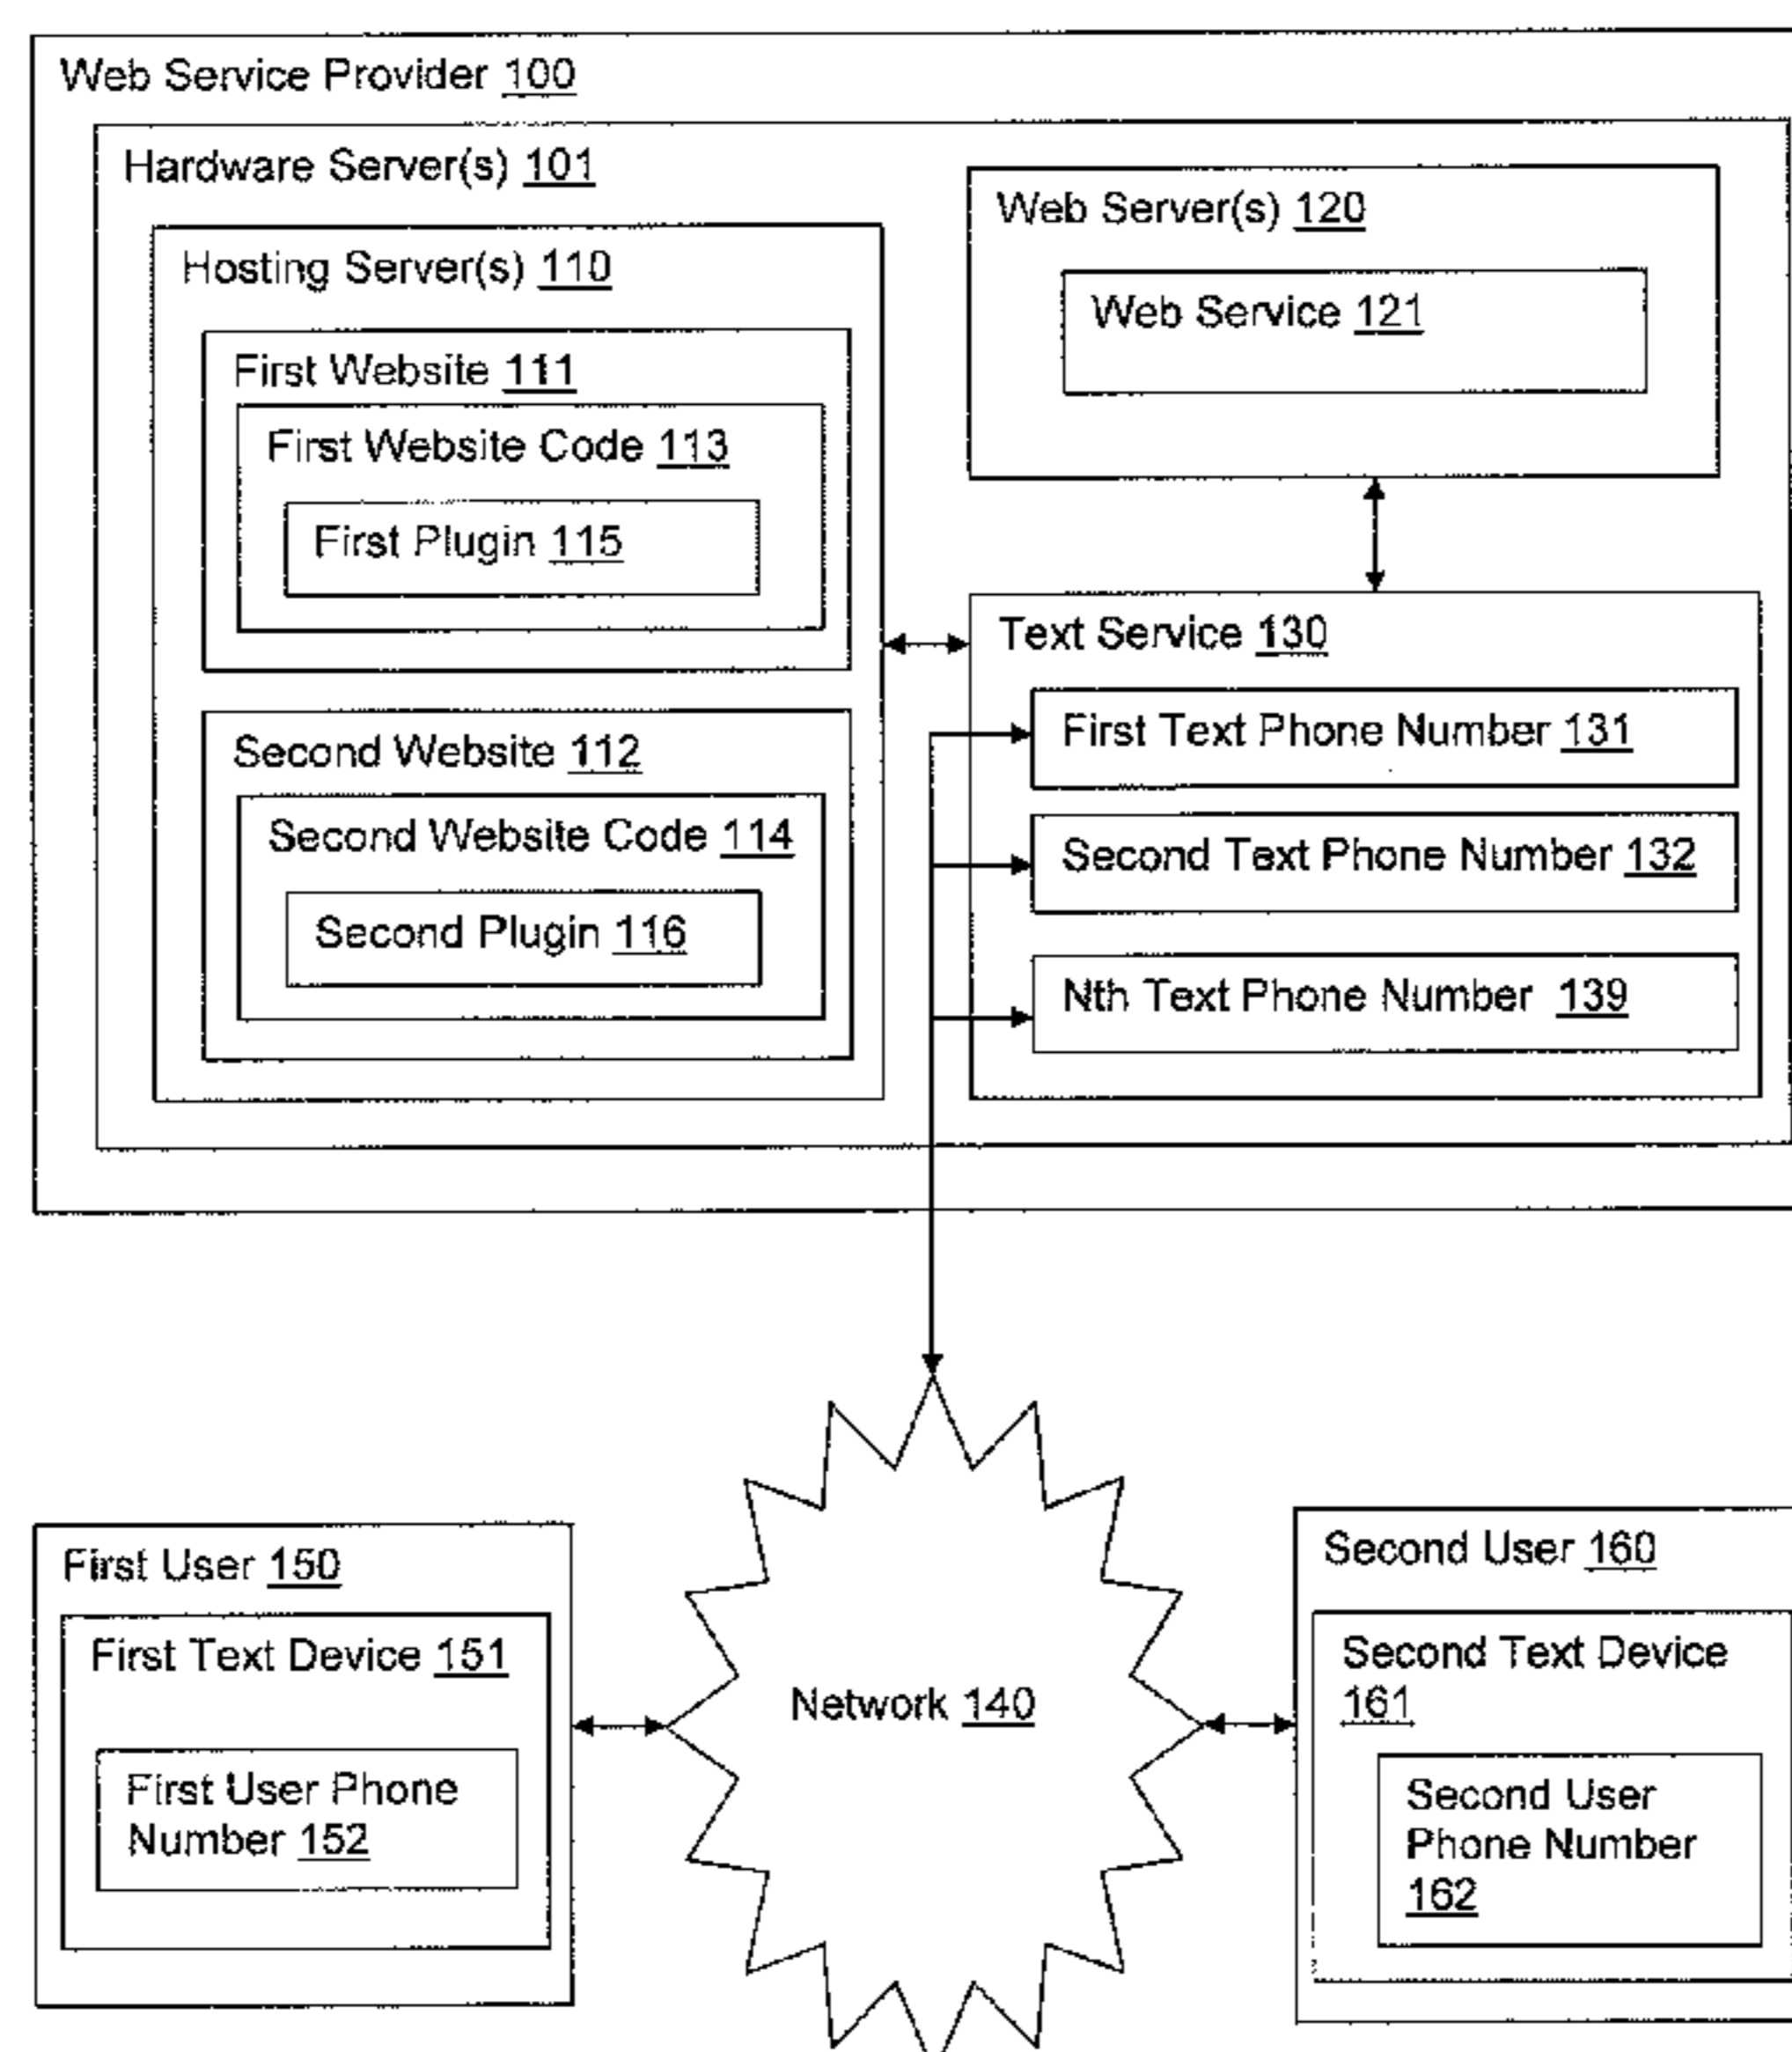 Web Service Provider 100
Hardware Server(s) 101
Hosting Server(s) 110
First Website 111
First Website Code 113
First Plugin 115
Second Website 112
Second Website Code 114
Second Plugin 116
Web Server(s) 120
Web Service 121
Text Service 130
First Text Phone Number 131
Second Text Phone Number 132
Nth Text Phone Number 139
First User 150
First Text Device 151
First User Phone
Number 152
Network 140
Second User 160
Second Text Device
161
Second User
Phone Number
162